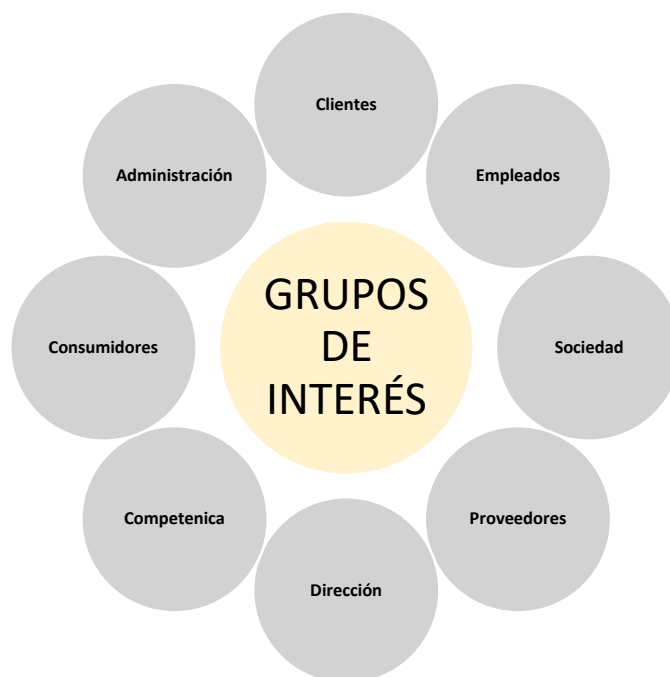 Clientes
Administración
Empleados
GRUPOS
DE
INTERÉS
Consumidores
Sociedad
Competenica
Proveedores
Dirección